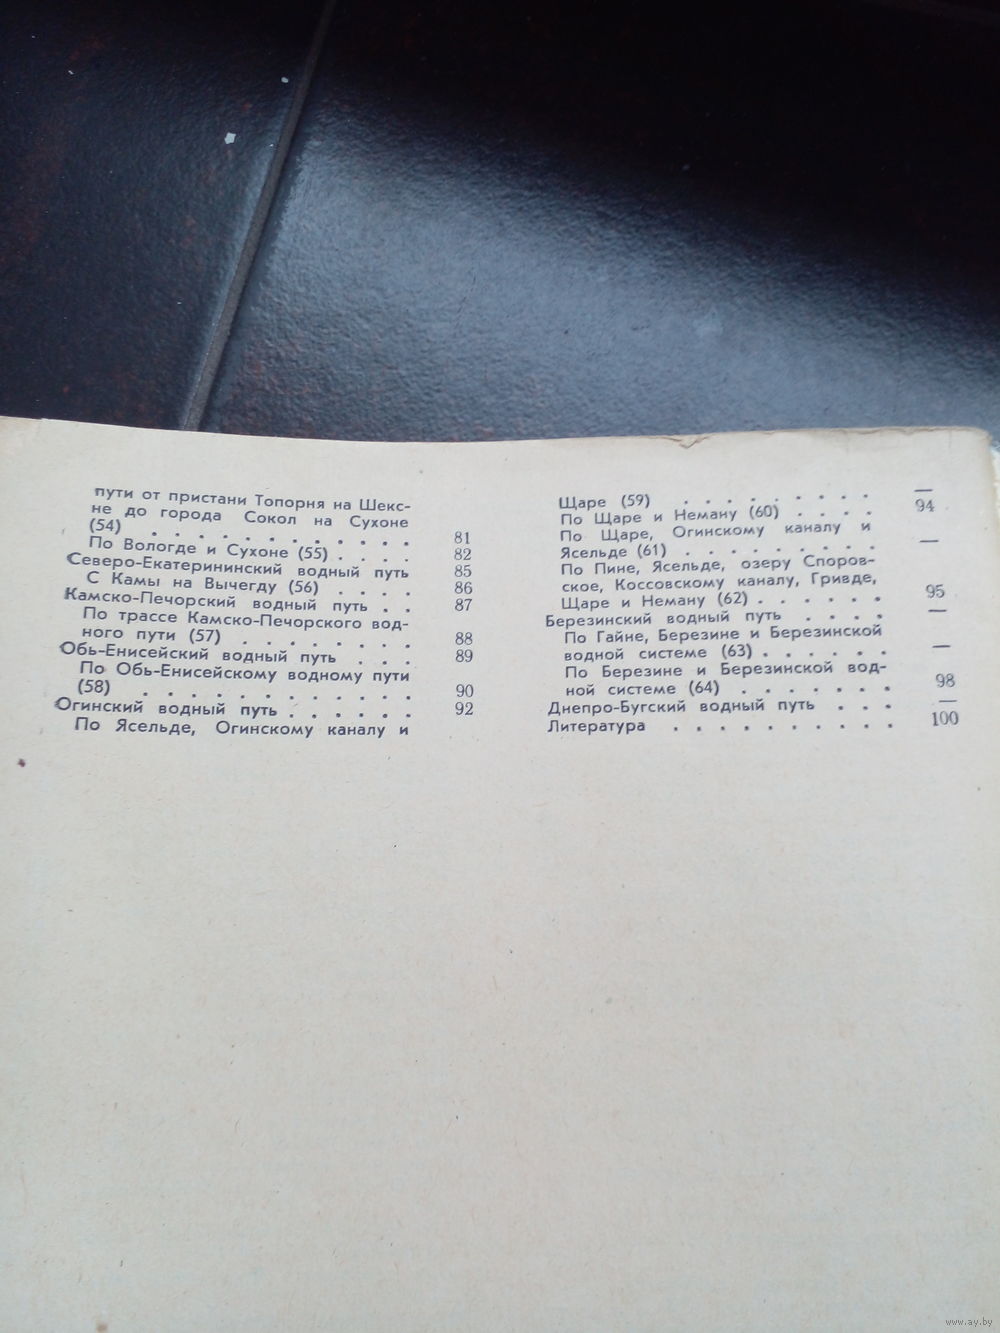 пути от пристани Топорня на Шекс-
не до города Сокол на Сухоне
(54) . . . . . . . . . . . . 81
По Вологде и Сухоне (55) . . . . 82
Северо-Екатерининский водный путь 85
С Камы на Вычегду (56) . . . . 86
Камско-Печорский водный путь . . 87
По трассе Камско-Печорского вод-
ного пути (57) . . . . . . . . 88
Обь-Енисейский водный путь . . . 89
По Обь-Енисейскому водному пути
(58) . . . . . . . . . . . . 90
Огинский водный путь . . . . . . 92
По Ясельде, Огинскому каналу и
Щаре (59) . . . . . . . . . —
По Щаре и Неману (60) . . . . 94
По Щаре, Огинскому каналу и
Ясельде (61) . . . . . . . . —
По Пине, Ясельде, озеру Споров-
ское, Коссовскому каналу, Гривде,
Щаре и Неману (62) . . . . . . 95
Березинский водный путь . . . . —
По Гайне, Березине и Березинской
водной системе (63) . . . . . . —
По Березине и Березинской вод-
ной системе (64) . . . . . . . 98
Днепро-Бугский водный путь . . . —
Литература . . . . . . . . . . 100
www.ay.by